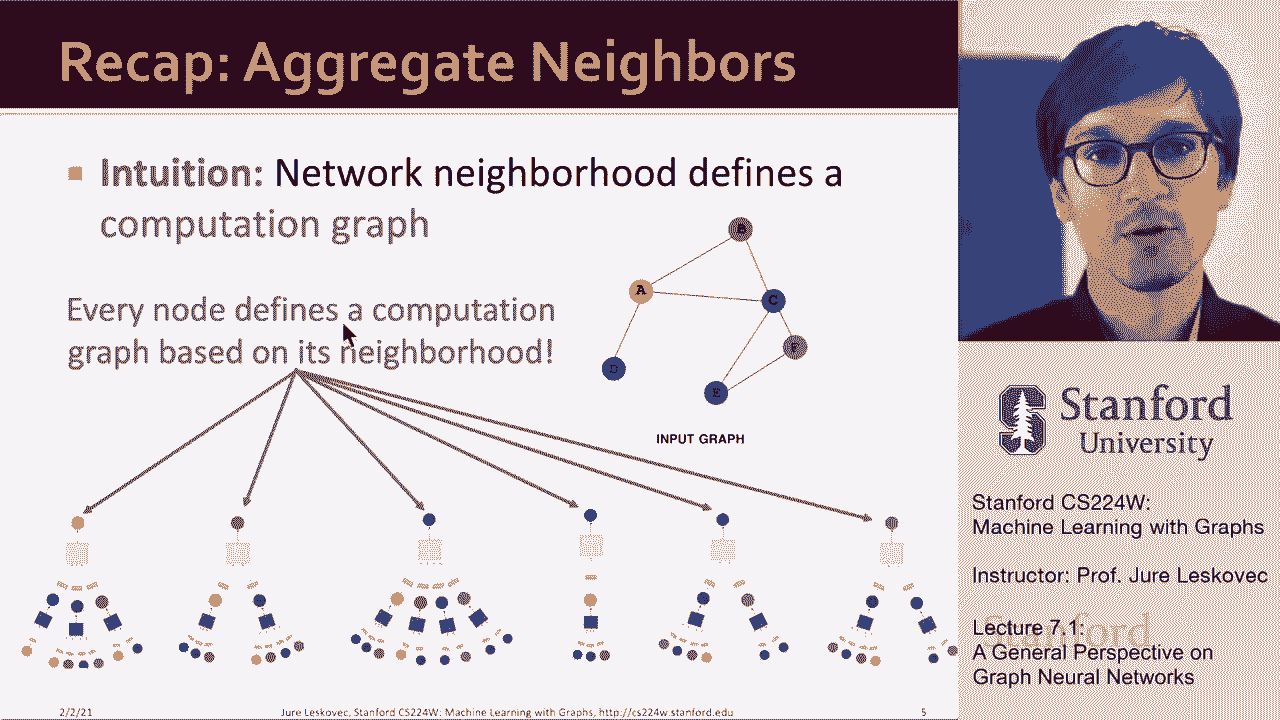 Recap: Aggregate Neighbors
Intuition: Network neighborhood defines a
computation graph
Every node defines a computation
graph based on its neighborhood!
B
A
C
F
D
E
INPUT GRAPH
2/2/21
Jure Leskovec, Stanford CS224W: Machine Learning with Graphs, http://cs224w.stanford.edu
5
Stanford
University
Stanford CS224W:
Machine Learning with Graphs
Instructor: Prof. Jure Leskovec
Lecture 7.1:
A General Perspective on
Graph Neural Networks